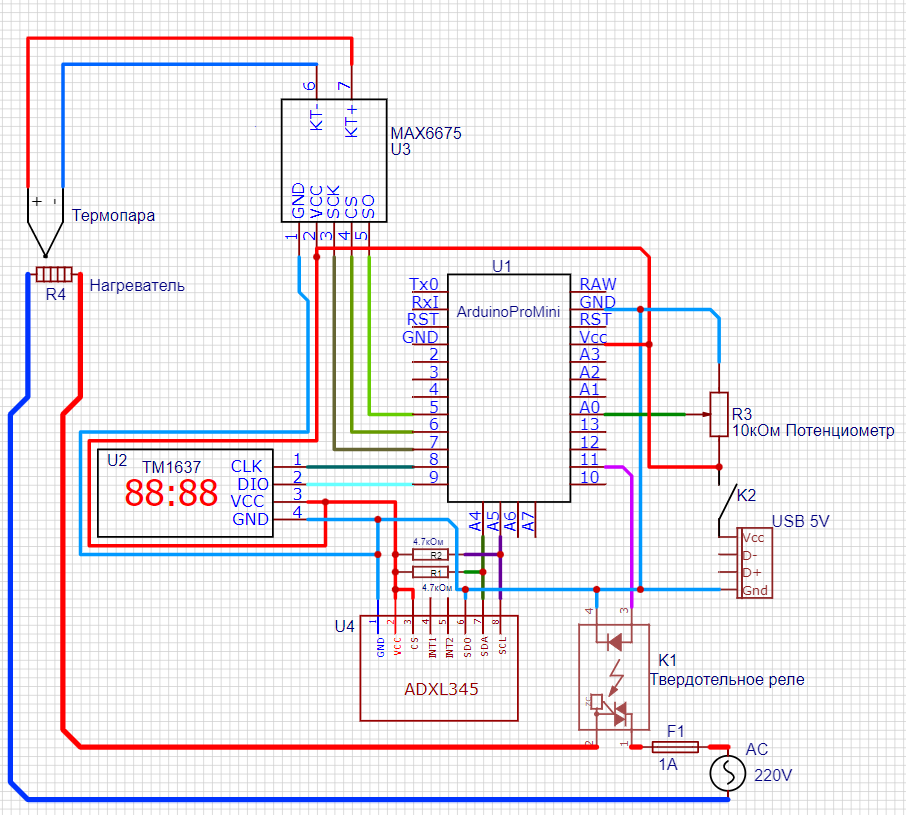 6 7
KT- KT+
MAX6675
U3
GND VCC SCK CS SO
1 2 3 4 5
+ -
Термопара
R4
Нагреватель
U1
ArduinoProMini
Tx0 RAW
RxI GND
RST RST
GND Vcc
2 A3
3 A2
4 A1
5 A0
6 13
7 12
8 11
9 10
A4 A5 A6 A7
R3
10кОм Потенциометр
K2
USB 5V
Vcc
D-
D+
Gnd
U2 TM1637
88:88
CLK 1
DIO 2
VCC 3
GND 4
4.7кОм
R2
R1
4.7кОм
U4
1 2 3 4 5 6 7 8
GND VCC CS INT1 INT2 SDO SDA SCL
ADXL345
4 3
K1
Твердотельное реле
ZC
2 1
F1
1A
AC
220V